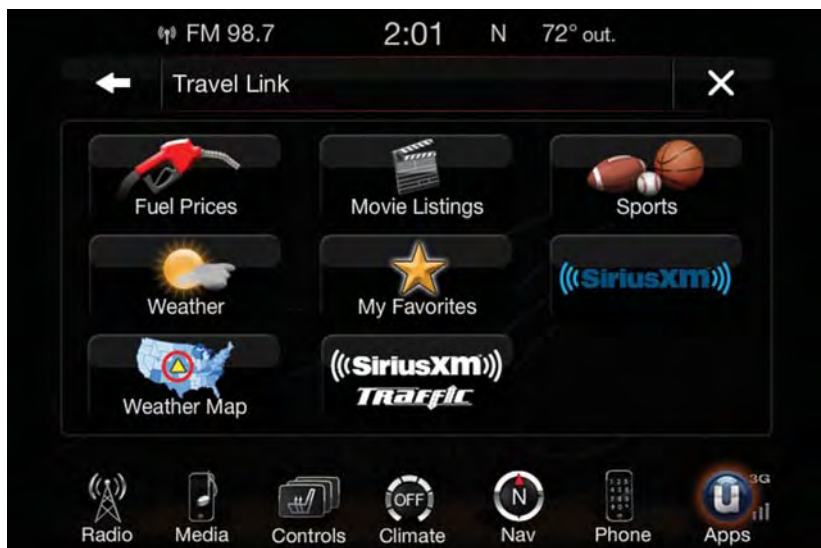 FM 98.7 2:01 N 72° out.
Travel Link
Fuel Prices Movie Listings Sports
Weather My Favorites ((SiriusXM))
Weather Map ((SiriusXM))
Traffic
OFF N U 3G
Radio Media Controls Climate Nav Phone Apps